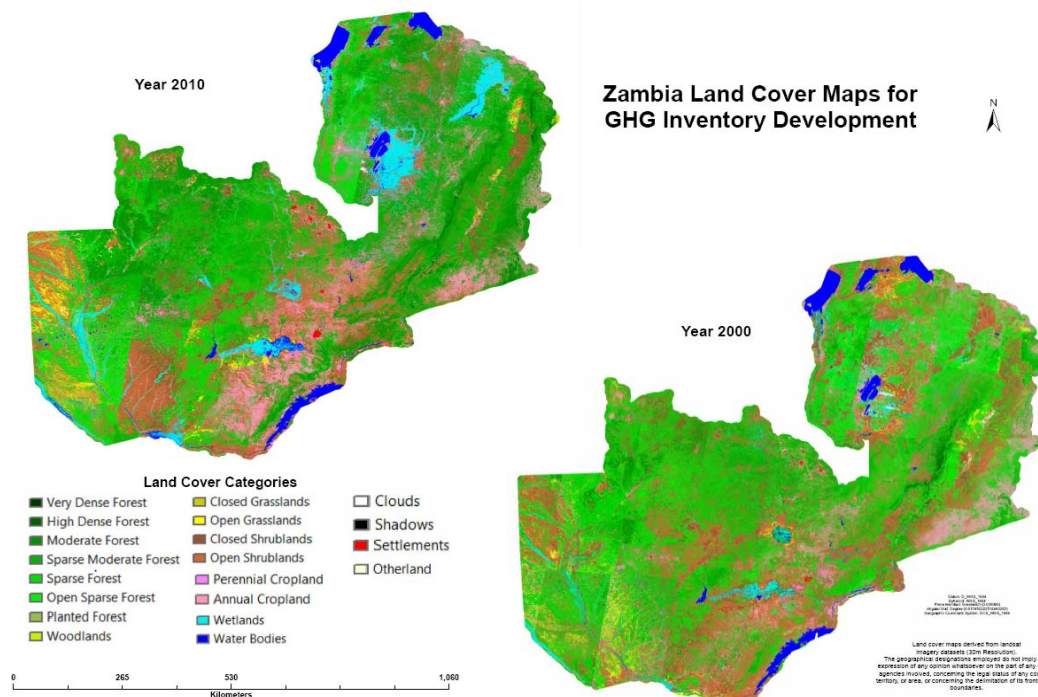 Year 2010
Zambia Land Cover Maps for
GHG Inventory Development
N
Year 2000
Land Cover Categories
Very Dense Forest
High Dense Forest
Moderate Forest
Sparse Moderate Forest
Sparse Forest
Open Sparse Forest
Planted Forest
Woodlands
Closed Grasslands
Open Grasslands
Closed Shrublands
Open Shrublands
Perennial Cropland
Annual Cropland
Wetlands
Water Bodies
Clouds
Shadows
Settlements
Otherland
0 265 530 1,060
Kilometers
Land cover maps derived from landsat
imagery datasets (30m Resolution).
The geographical designations employed do not imply
expression of any opinion whatsoever on the part of any
agencies involved, concerning the legal status of any
territory, or area, or concerning the delimitation of its
boundaries.